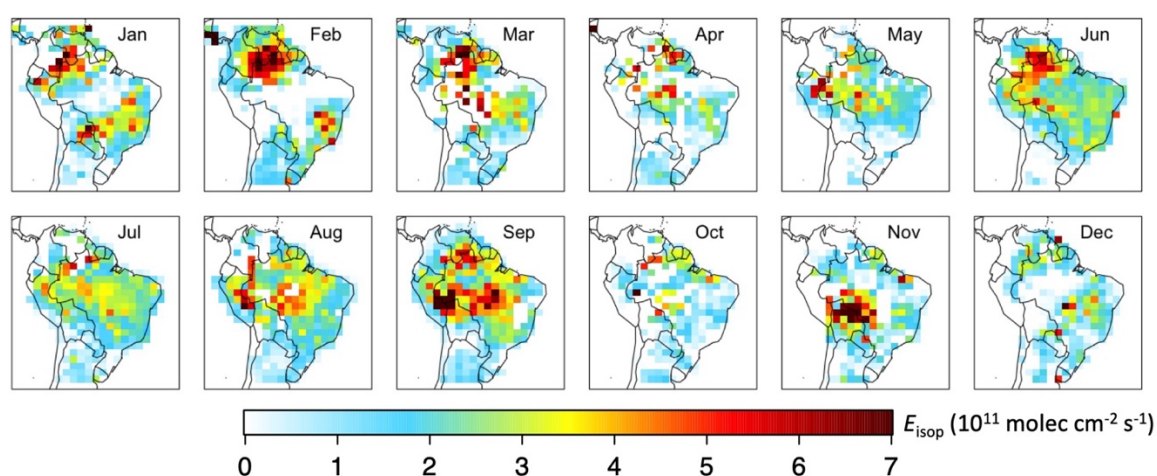 Jan Feb Mar Apr May Jun
Jul Aug Sep Oct Nov Dec
E_isop (10¹¹ molec cm⁻² s⁻¹)
0 1 2 3 4 5 6 7